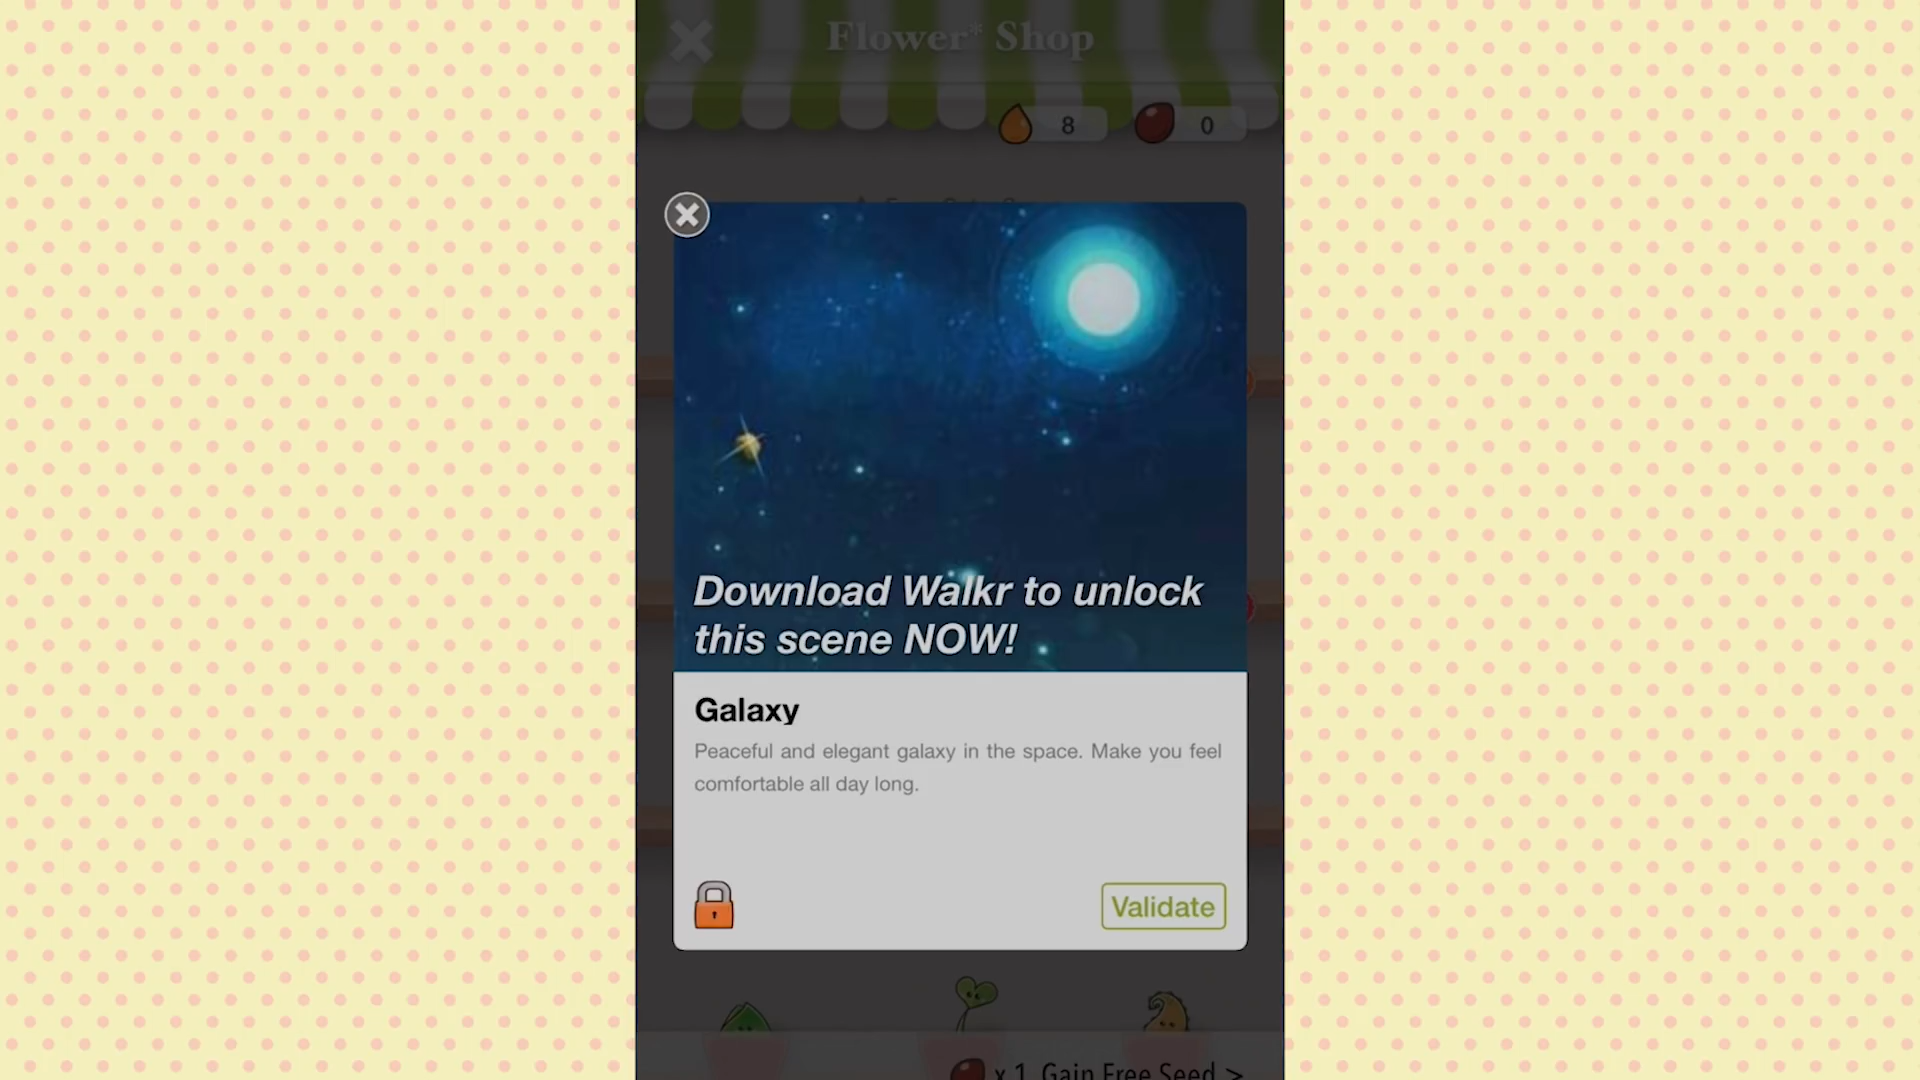 Flower* Shop
8
0
Download Walkr to unlock
this scene NOW!
Galaxy
Peaceful and elegant galaxy in the space. Make you feel
comfortable all day long.
Validate
x 1 Gain Free Seed >